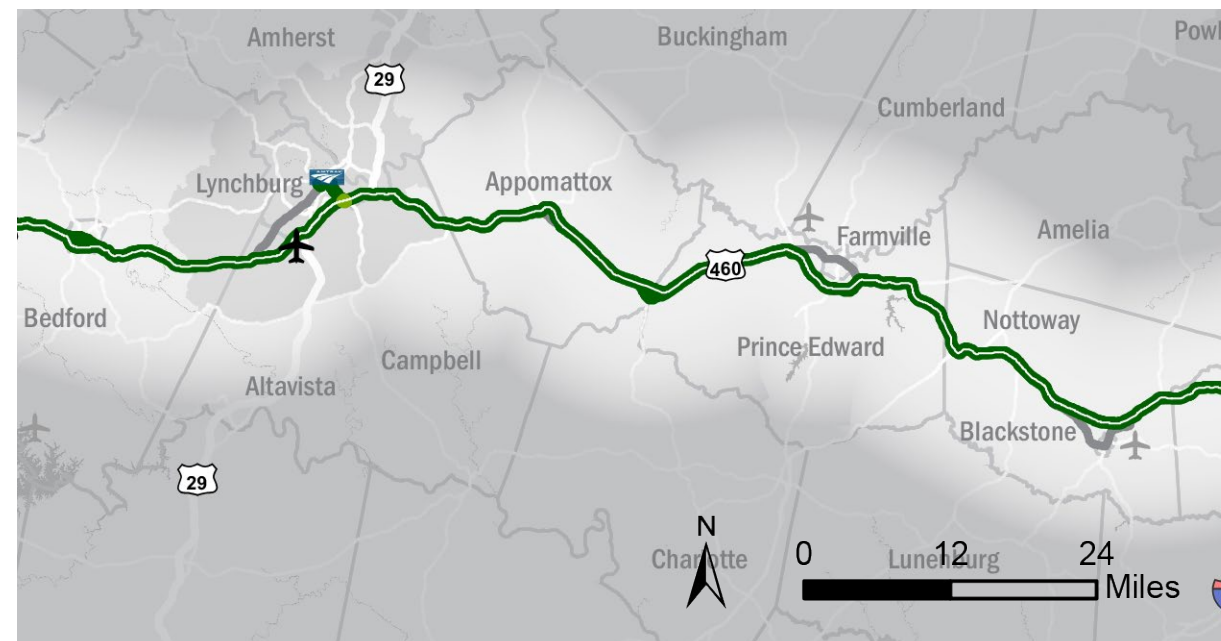 Amherst
Buckingham
Powh
29
Cumberland
Lynchburg
Appomattox
Farmville
Amelia
460
Bedford
Nottoway
Prince Edward
Campbell
Altavista
Blackstone
29
N
0 12 24
Charlotte
Lunenburg
Miles